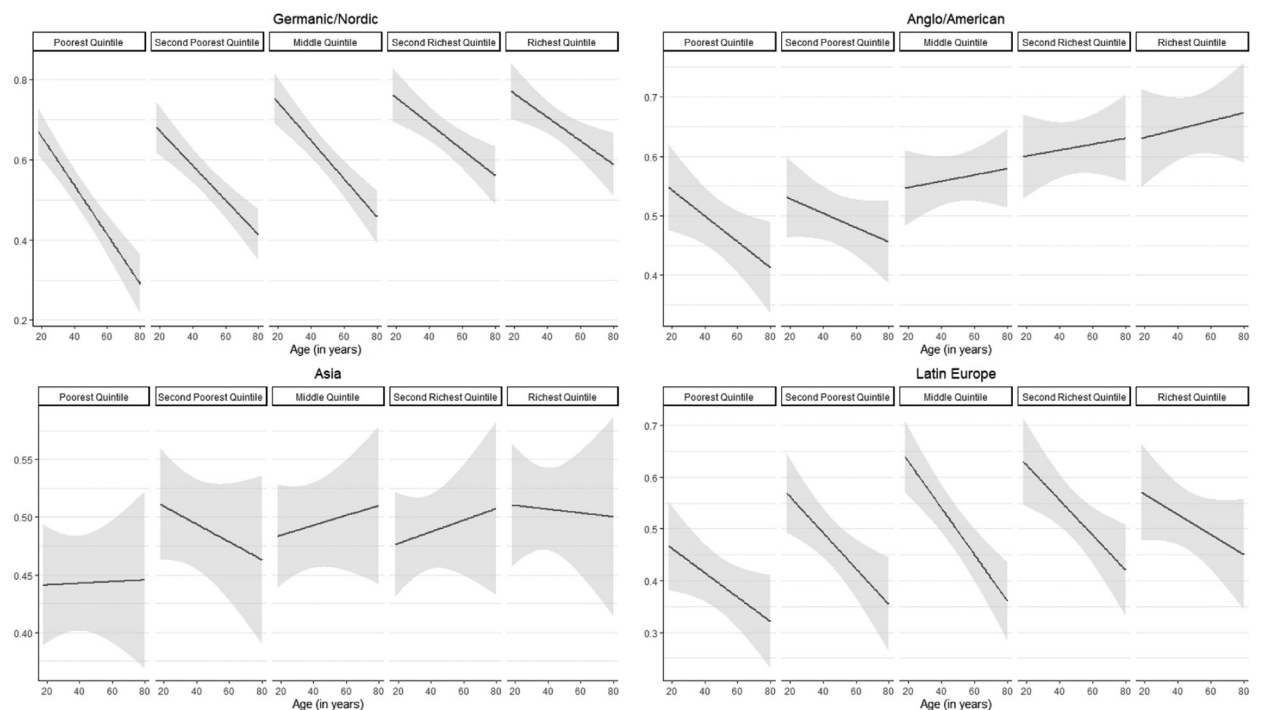 Germanic/Nordic
Poorest Quintile Second Poorest Quintile Middle Quintile Second Richest Quintile Richest Quintile
0.8
0.6
0.4
0.2
20 40 60 80 20 40 60 80 20 40 60 80 20 40 60 80 20 40 60 80
Age (in years)
Anglo/American
Poorest Quintile Second Poorest Quintile Middle Quintile Second Richest Quintile Richest Quintile
0.7
0.6
0.5
0.4
20 40 60 80 20 40 60 80 20 40 60 80 20 40 60 80 20 40 60 80
Age (in years)
Asia
Poorest Quintile Second Poorest Quintile Middle Quintile Second Richest Quintile Richest Quintile
0.55
0.50
0.45
0.40
20 40 60 80 20 40 60 80 20 40 60 80 20 40 60 80 20 40 60 80
Age (in years)
Latin Europe
Poorest Quintile Second Poorest Quintile Middle Quintile Second Richest Quintile Richest Quintile
0.7
0.6
0.5
0.4
0.3
20 40 60 80 20 40 60 80 20 40 60 80 20 40 60 80 20 40 60 80
Age (in years)